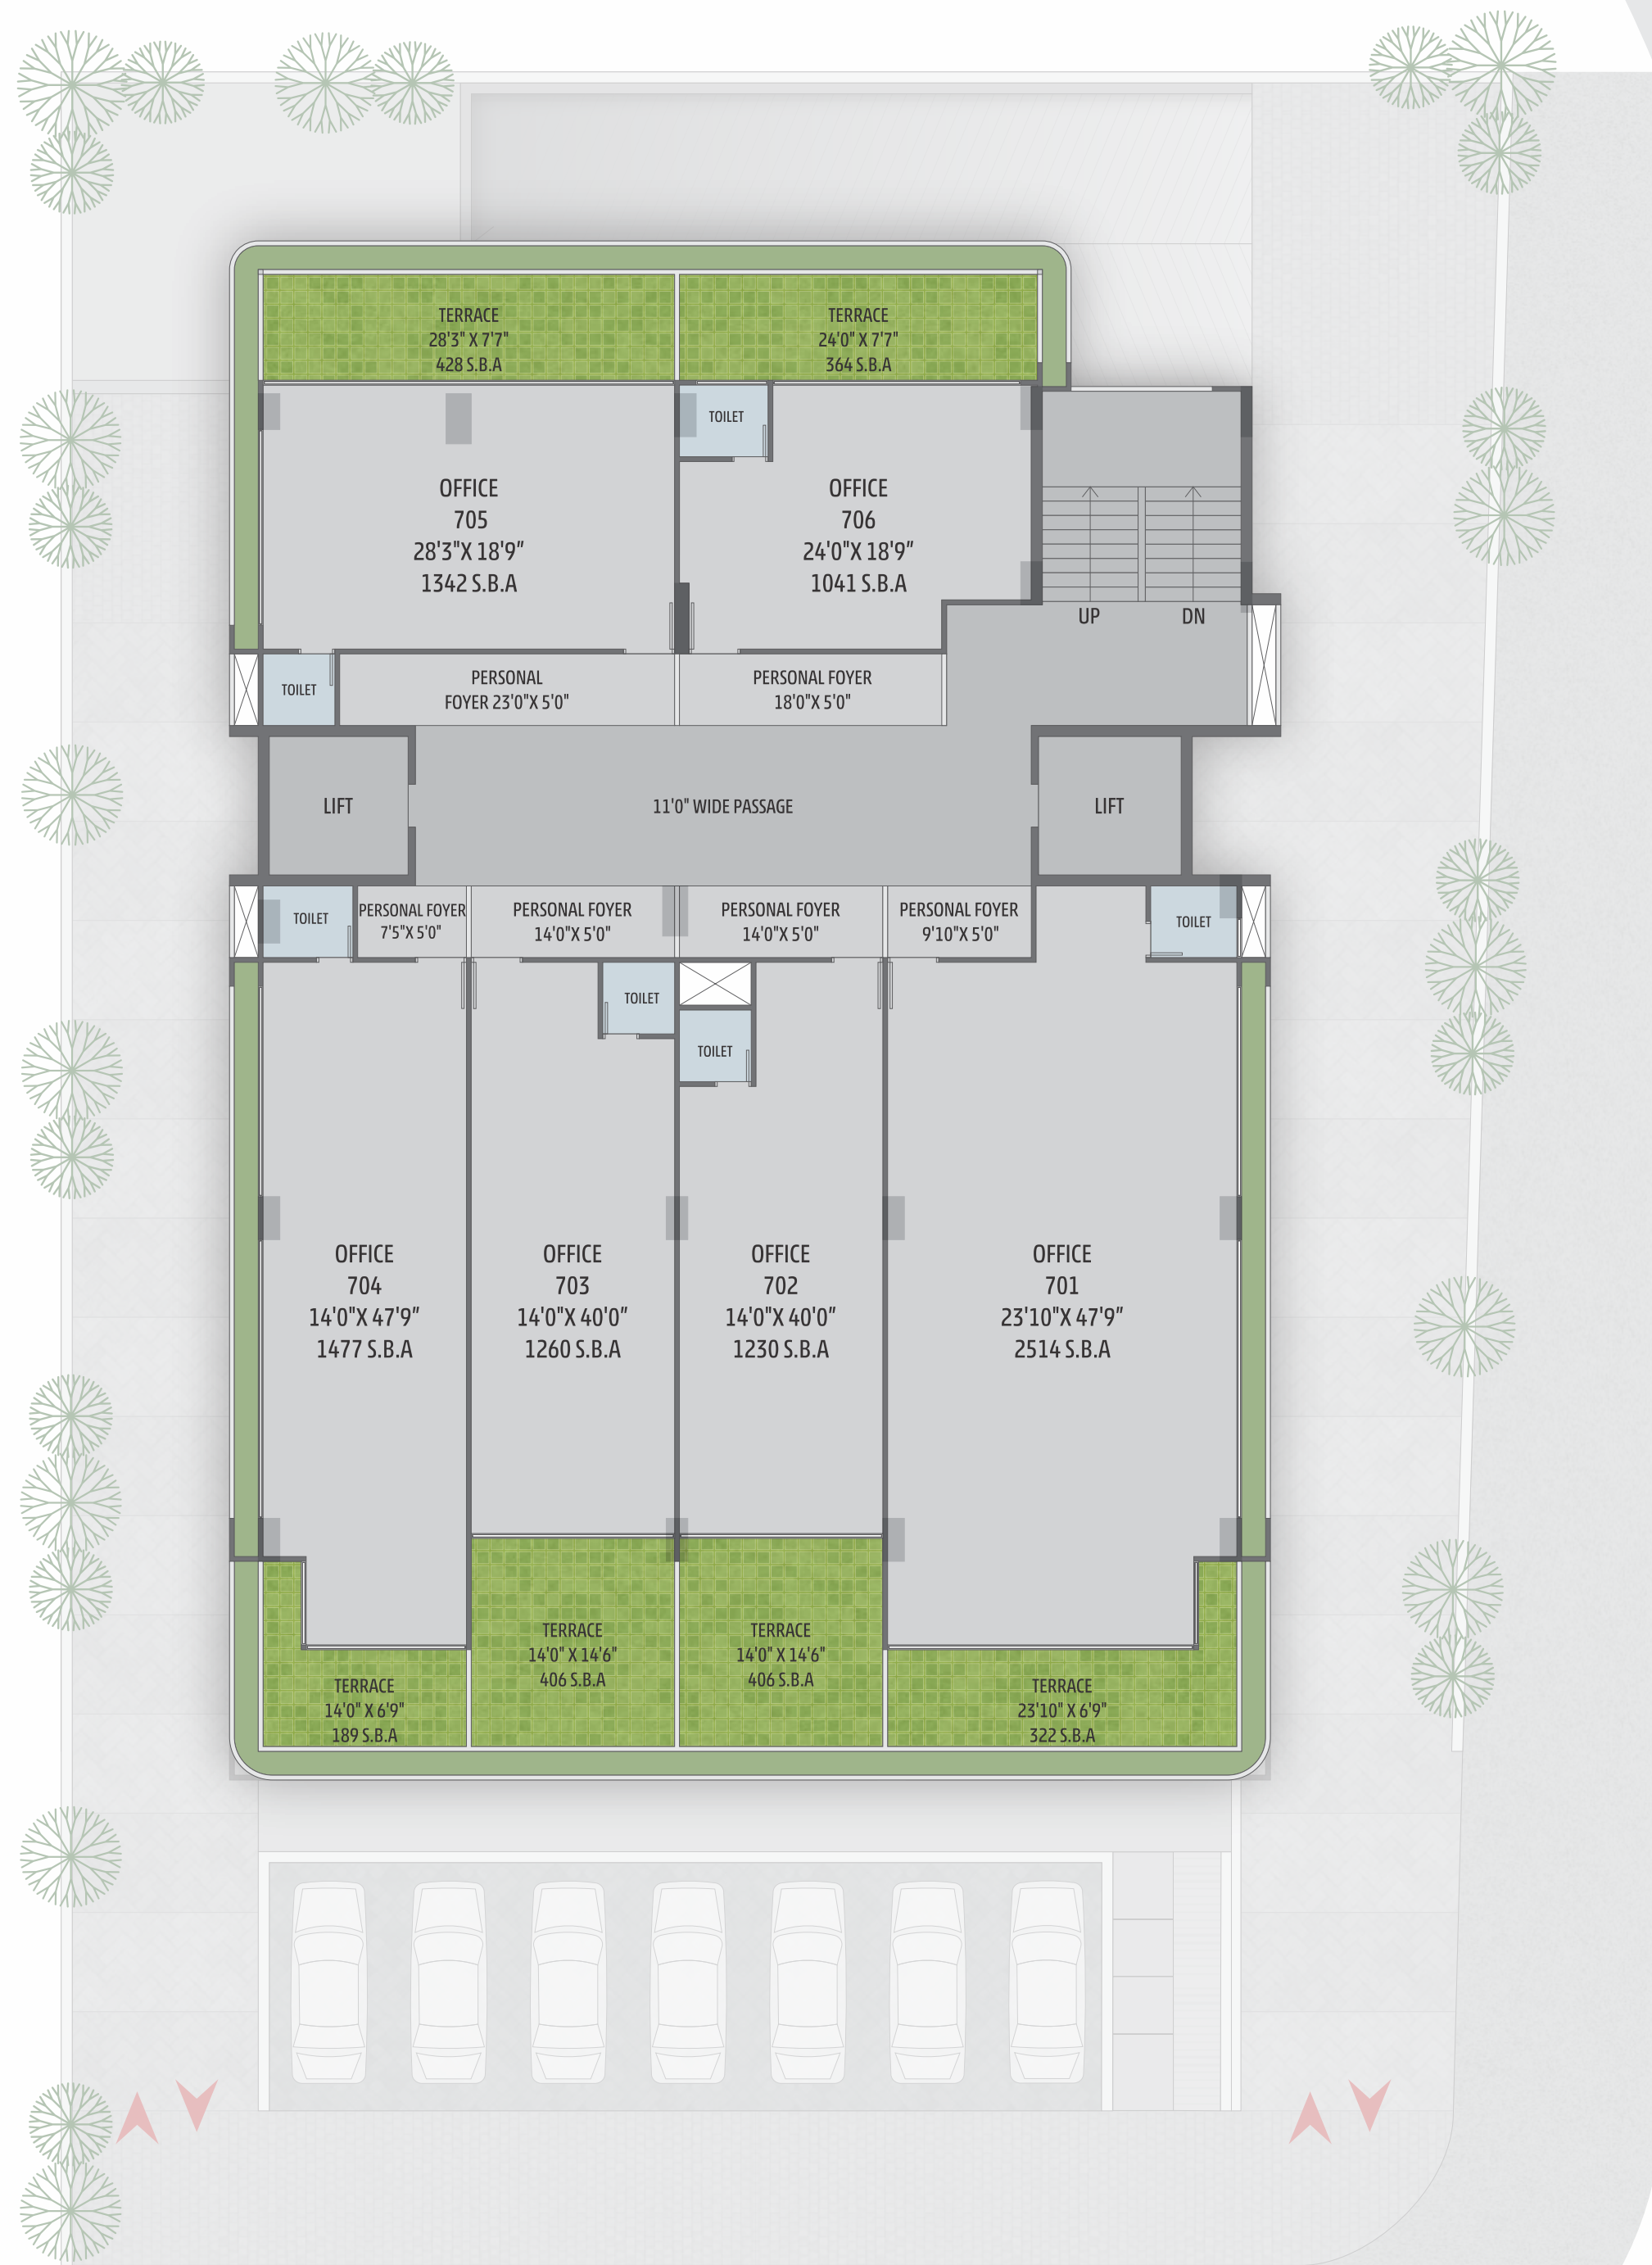 TERRACE
28'3" X 7'7"
428 S.B.A
TERRACE
24'0" X 7'7"
364 S.B.A
TOILET
OFFICE
705
28'3"X 18'9"
1342 S.B.A
OFFICE
706
24'0"X 18'9"
1041 S.B.A
UP
DN
TOILET
PERSONAL
FOYER 23'0"X 5'0"
PERSONAL FOYER
18'0"X 5'0"
LIFT
11'0" WIDE PASSAGE
LIFT
TOILET
PERSONAL FOYER
7'5"X 5'0"
PERSONAL FOYER
14'0"X 5'0"
PERSONAL FOYER
14'0"X 5'0"
PERSONAL FOYER
9'10"X 5'0"
TOILET
TOILET
TOILET
OFFICE
704
14'0"X 47'9"
1477 S.B.A
OFFICE
703
14'0"X 40'0"
1260 S.B.A
OFFICE
702
14'0"X 40'0"
1230 S.B.A
OFFICE
701
23'10"X 47'9"
2514 S.B.A
TERRACE
14'0" X 6'9"
189 S.B.A
TERRACE
14'0" X 14'6"
406 S.B.A
TERRACE
14'0" X 14'6"
406 S.B.A
TERRACE
23'10" X 6'9"
322 S.B.A